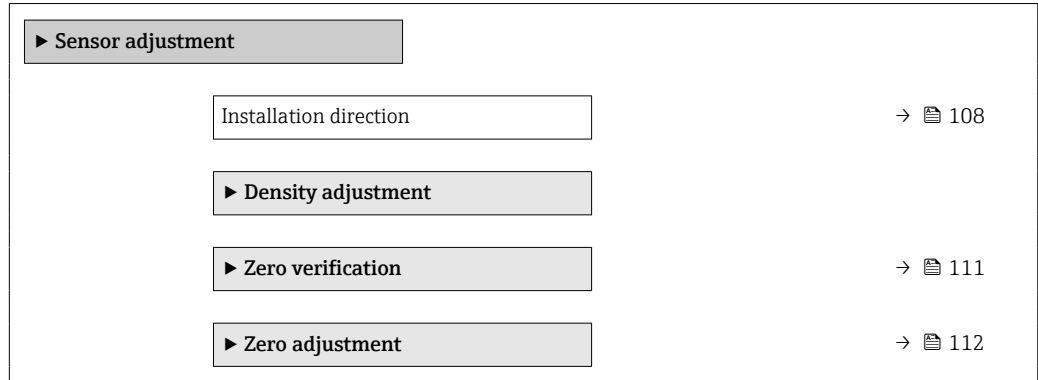 ▶ Sensor adjustment
Installation direction → 108
▶ Density adjustment
▶ Zero verification → 111
▶ Zero adjustment → 112